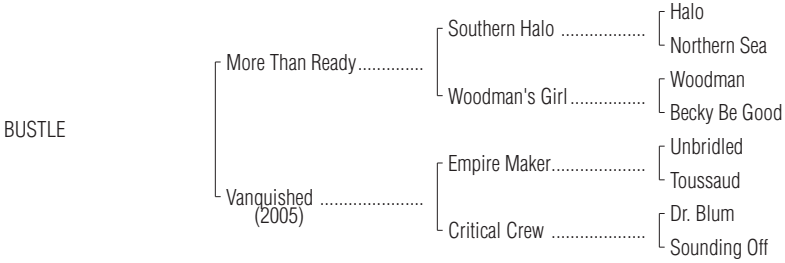 Halo
Southern Halo ...................
Northern Sea
More Than Ready..............
Woodman
Woodman's Girl ................
Becky Be Good
BUSTLE
Unbridled
Empire Maker....................
Toussaud
Vanquished ......................
(2005)
Dr. Blum
Critical Crew ....................
Sounding Off